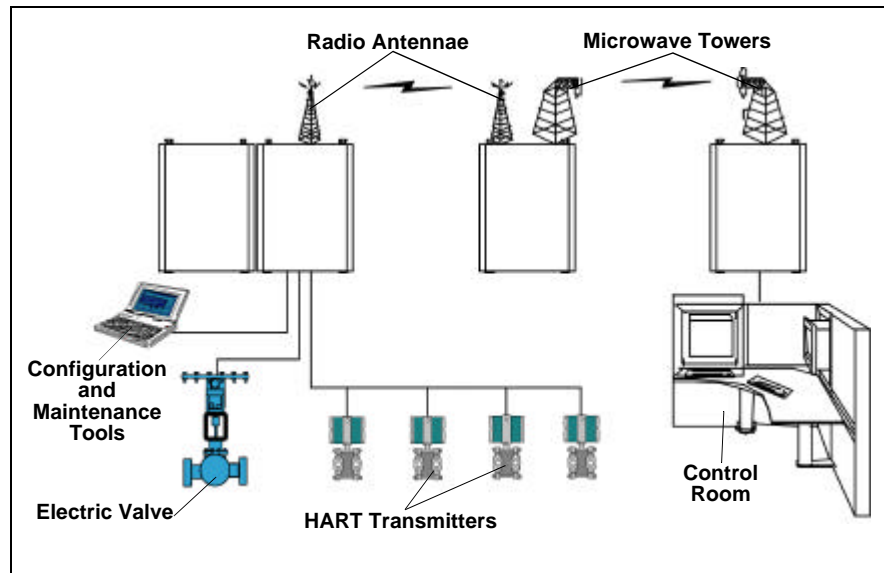 Radio Antennae
Microwave Towers
Configuration
and
Maintenance
Tools
Electric Valve
HART Transmitters
Control
Room